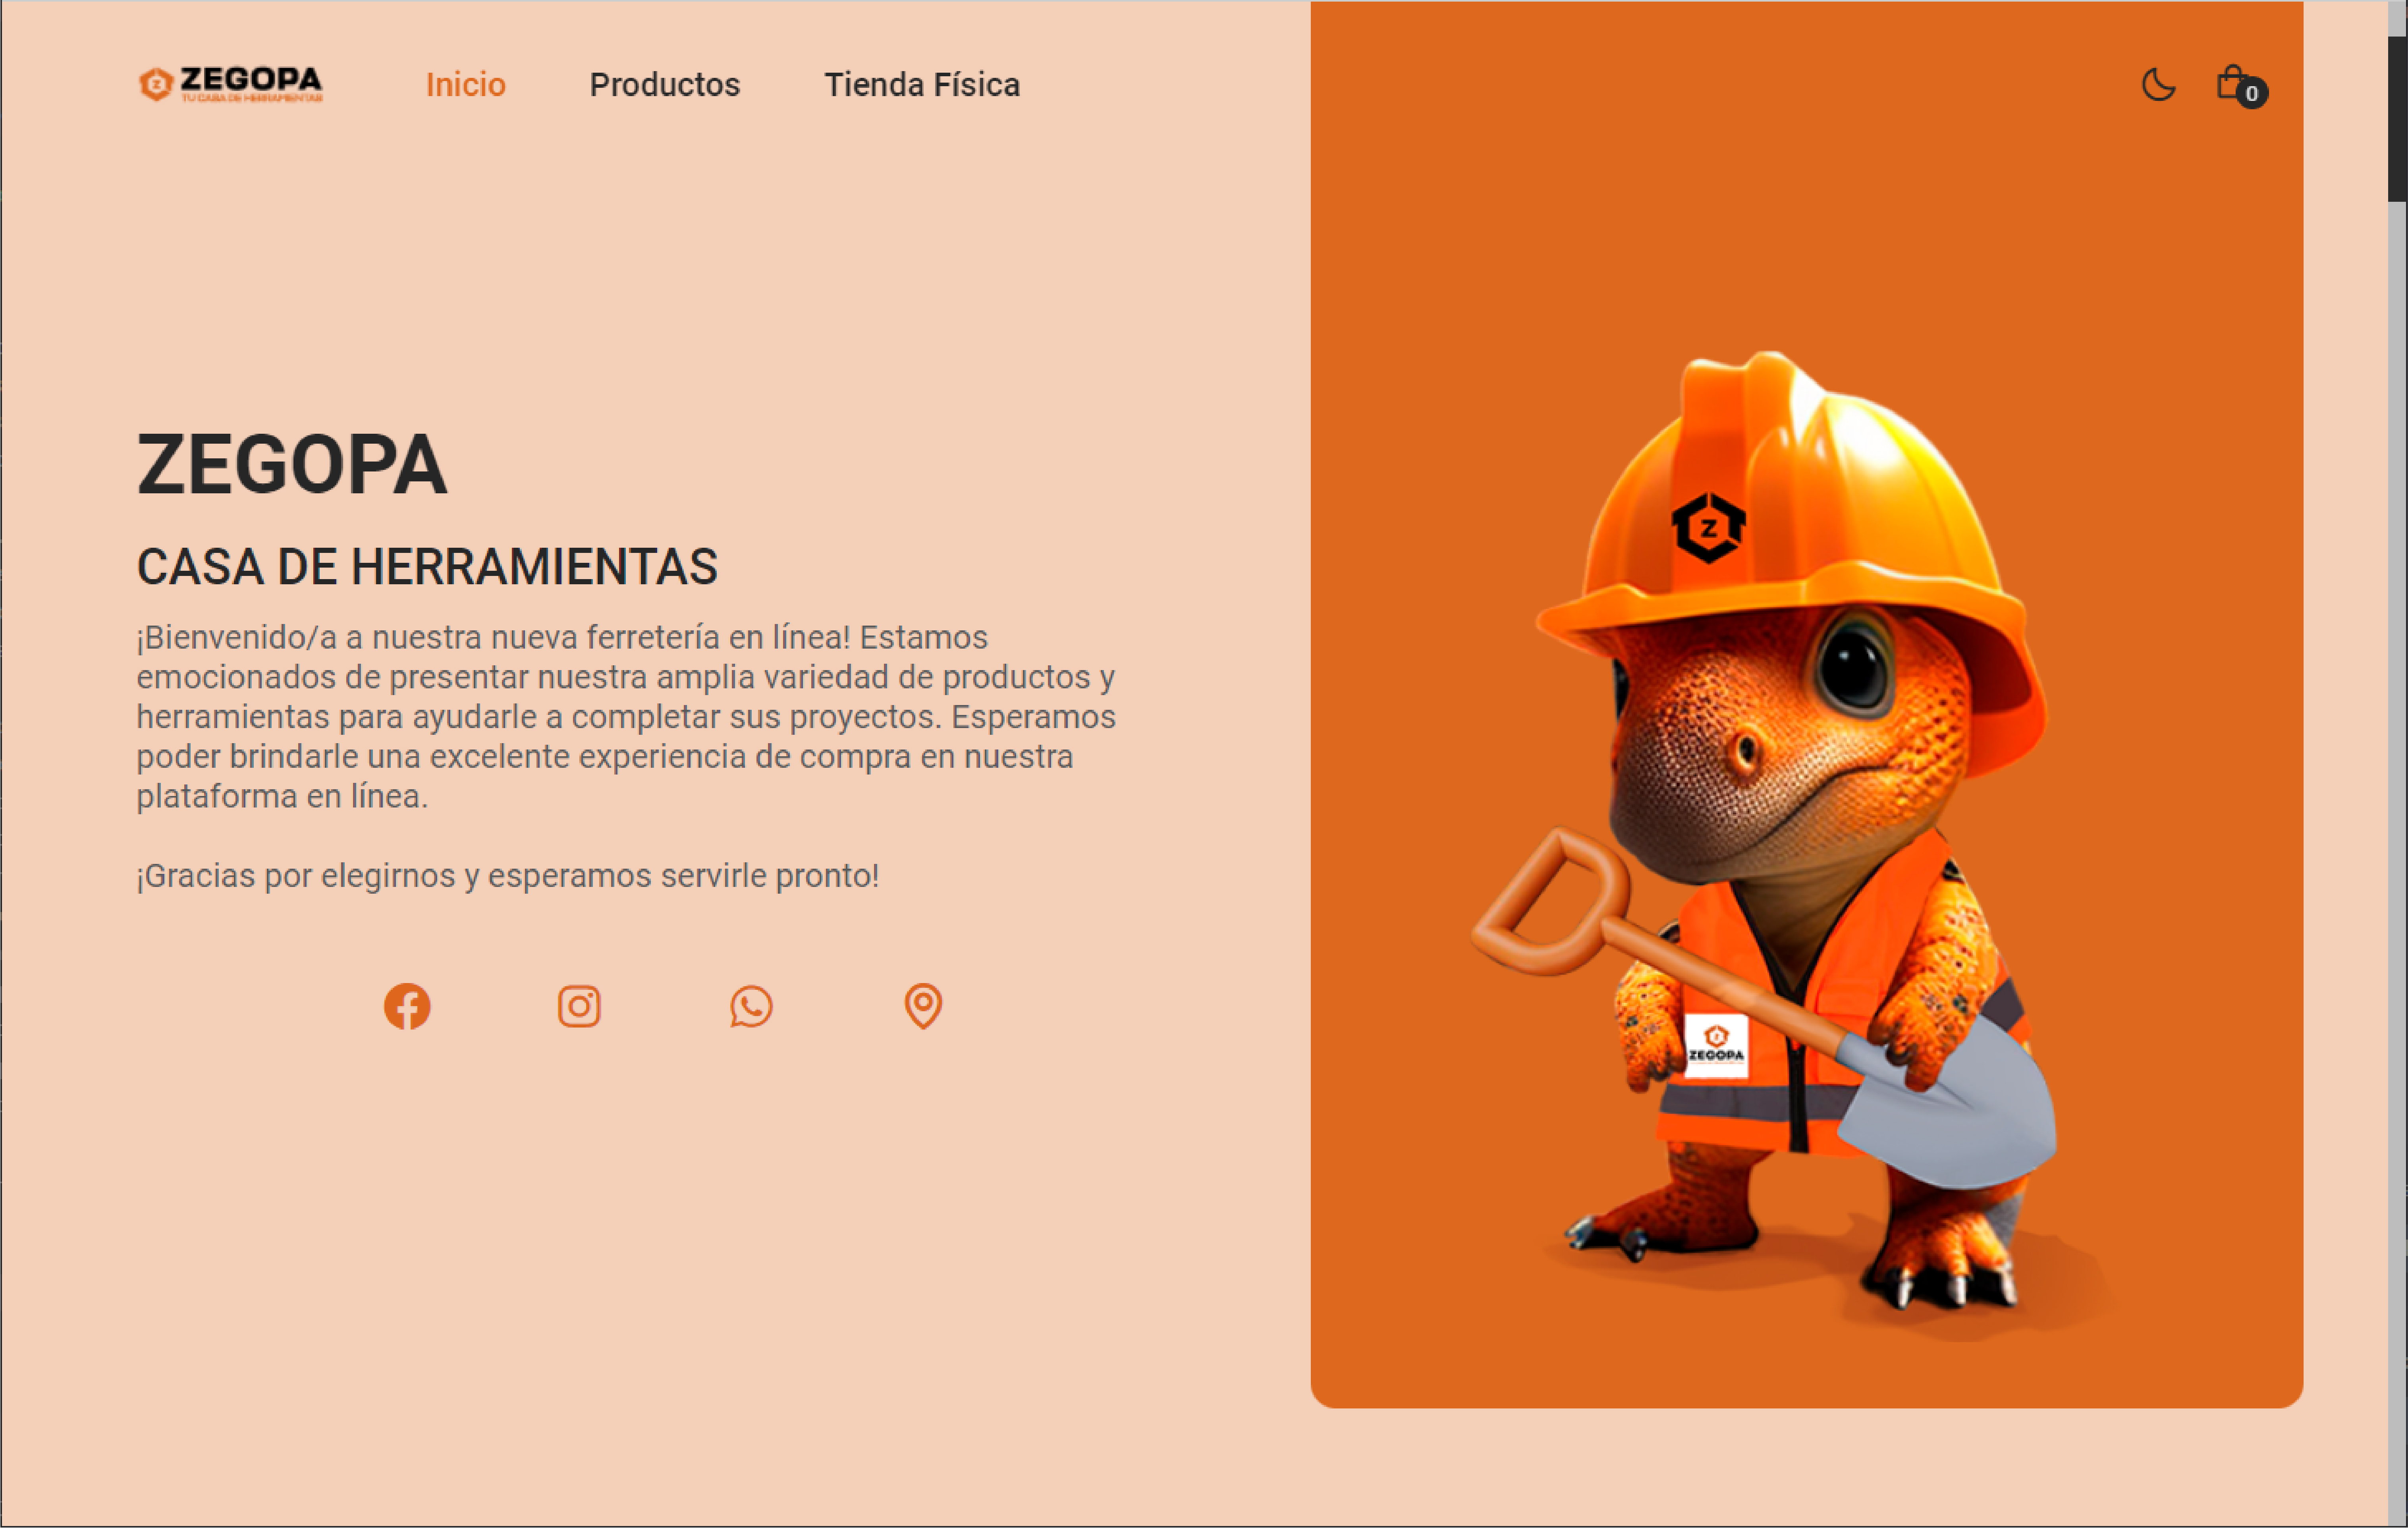 ZEGOPA
TU CASA DE HERRAMIENTAS
Inicio
Productos
Tienda Física
0
ZEGOPA
CASA DE HERRAMIENTAS
¡Bienvenido/a a nuestra nueva ferretería en línea! Estamos
emocionados de presentar nuestra amplia variedad de productos y
herramientas para ayudarle a completar sus proyectos. Esperamos
poder brindarle una excelente experiencia de compra en nuestra
plataforma en línea.
¡Gracias por elegirnos y esperamos servirle pronto!
Z
ZEGOPA